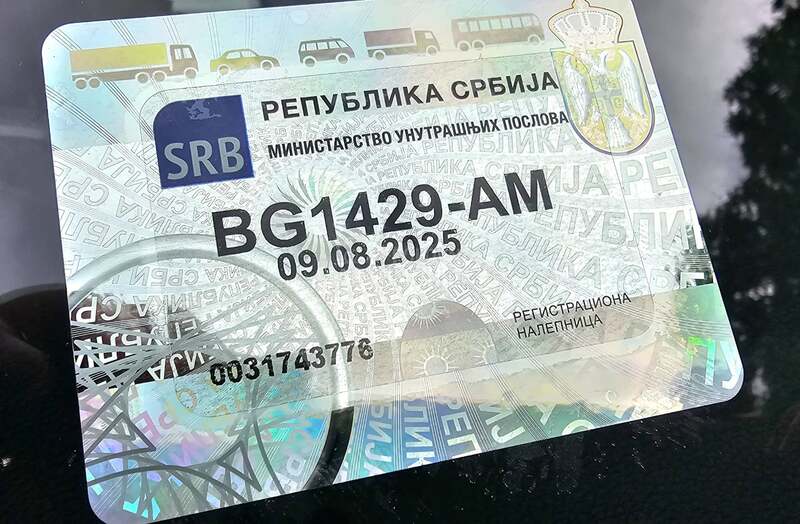 РЕПУБЛИКА СРБИЈА
МИНИСТАРСТВО УНУТРАШЊИХ ПОСЛОВА
SRB
BG1429-AM
09.08.2025
РЕГИСТРАЦИОНА
НАЛЕПНИЦА
0031743776